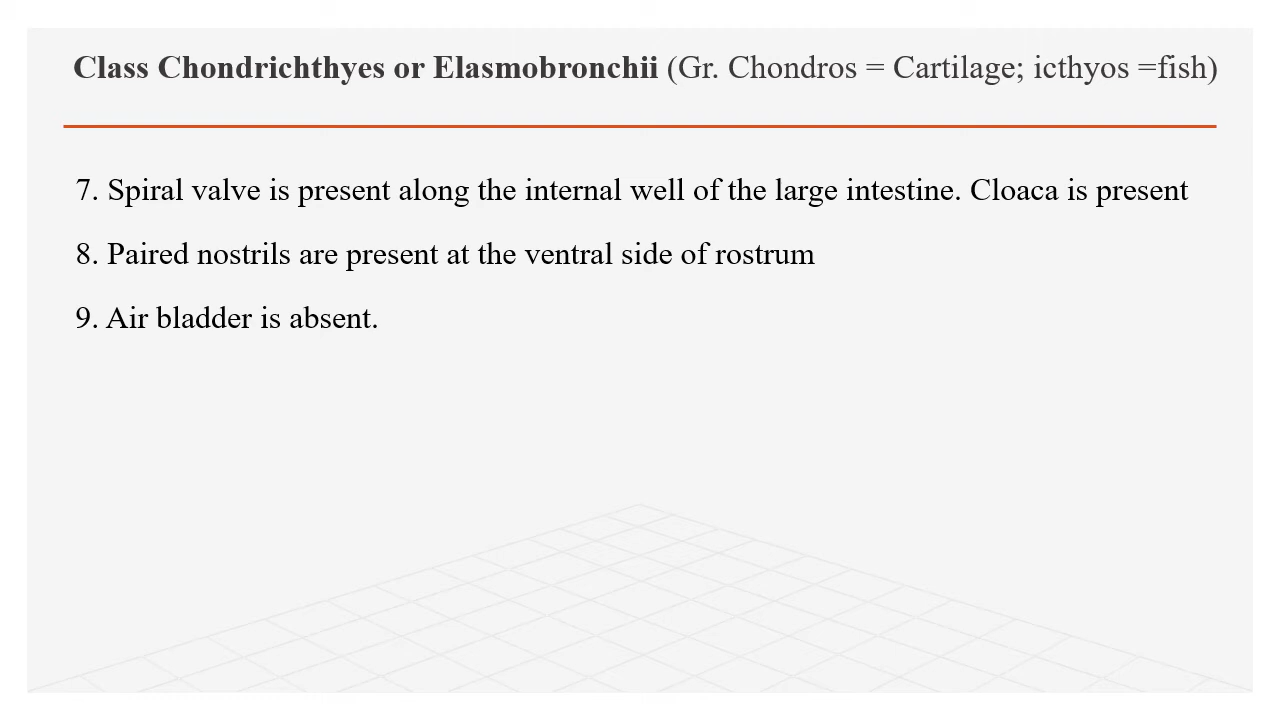 Class Chondrichthyes or Elasmobronchii (Gr. Chondros = Cartilage; icthyos =fish)
7. Spiral valve is present along the internal well of the large intestine. Cloaca is present
8. Paired nostrils are present at the ventral side of rostrum
9. Air bladder is absent.